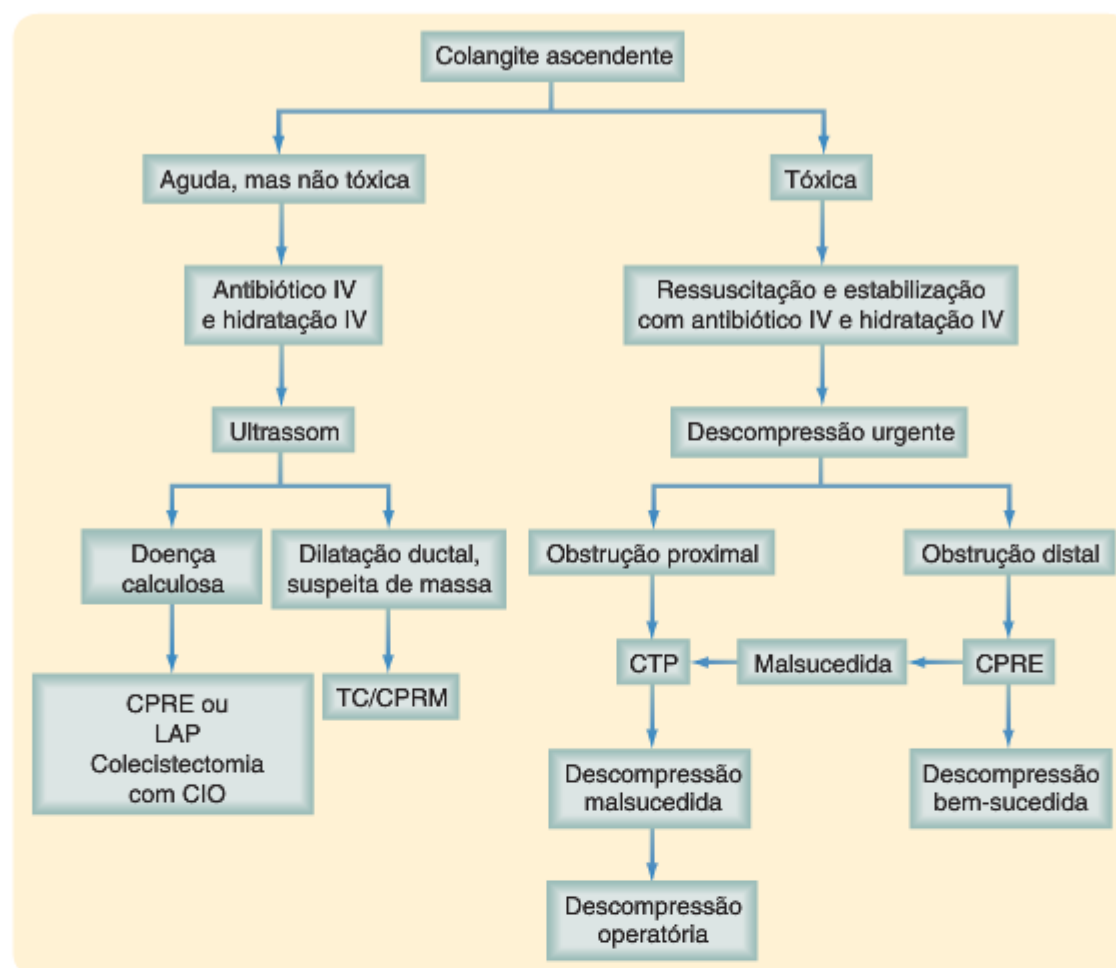 Colangite ascendente
Aguda, mas não tóxica
Tóxica
Antibiótico IV
e hidratação IV
Ressuscitação e estabilização
com antibiótico IV e hidratação IV
Ultrassom
Descompressão urgente
Doença
calculosa
Dilatação ductal,
suspeita de massa
Obstrução proximal
Obstrução distal
CTP
Malsucedida
CPRE
CPRE ou
LAP
Colecistectomia
com CIO
TC/CPRM
Descompressão
malsucedida
Descompressão
bem-sucedida
Descompressão
operatória